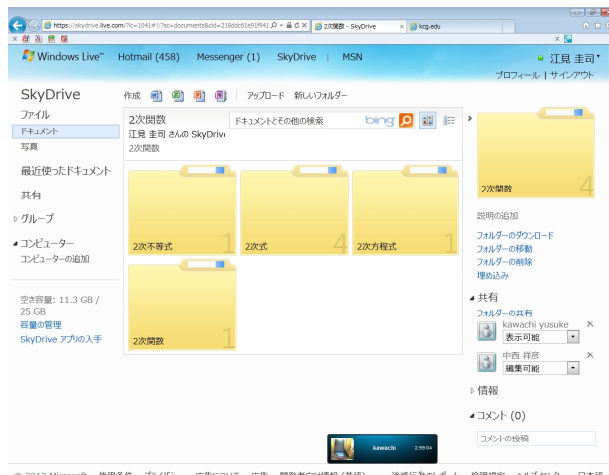 https://skydrive.live.com/?lc=1041#!/?sc=documents&cid=218ddc61e91f941
2次関数 - SkyDrive
kcg.edu
Windows Live™
Hotmail (458)
Messenger (1)
SkyDrive
MSN
江見 圭司
プロフィール | サインアウト
SkyDrive
作成
アップロード
新しいフォルダー
ファイル
ドキュメント
写真
最近使ったドキュメント
共有
グループ
コンピューター
コンピューターの追加
空き容量: 11.3 GB /
25 GB
容量の管理
SkyDrive アプリの入手
2次関数
江見 圭司 さんの SkyDriv
2次関数
ドキュメントとその他の検索
bing
2次不等式 1
2次式 4
2次方程式 1
2次関数 1
2次関数 4
説明の追加
フォルダーのダウンロード
フォルダーの移動
フォルダーの削除
埋め込み
共有
フォルダーの共有
kawachi yusuke
表示可能
中西 祥彦
編集可能
情報
コメント (0)
コメントの投稿
kawachi 2:59:04